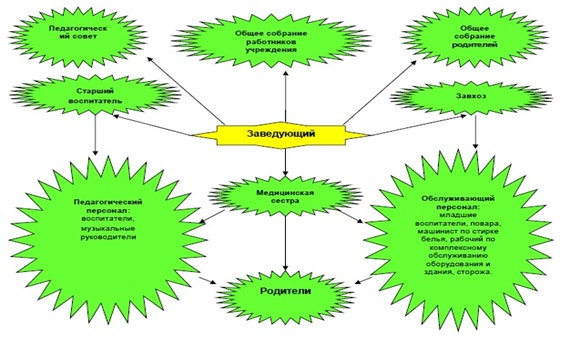 Педагогическ
ий совет
Общее собрание
работников
учреждения
Общее
собрание
родителей
Старший
воспитатель
Завхоз
Заведующий
Педагогический
персонал:
воспитатели,
музыкальные
руководители
Медицинская
сестра
Обслуживающий
персонал:
младшие
воспитатели, повара,
машинист по стирке
белья, рабочий по
комплексному
обслуживанию
оборудования и
здания, сторожа.
Родители